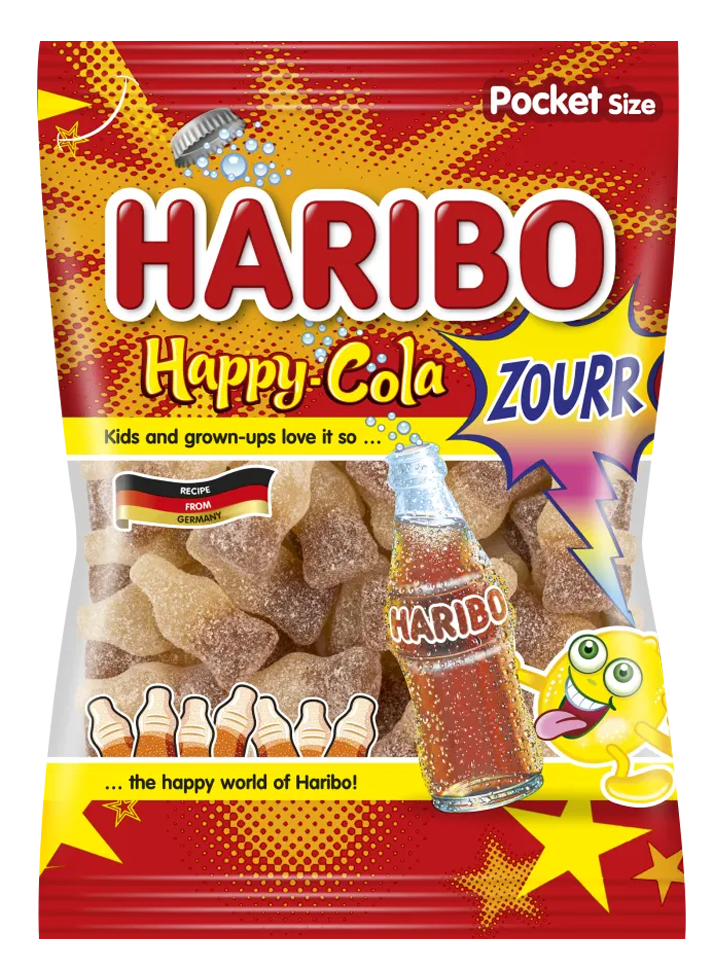 Pocket Size
HARIBO
Happy-Cola
ZOURR
Kids and grown-ups love it so ...
RECIPE
FROM
GERMANY
HARIBO
... the happy world of Haribo!